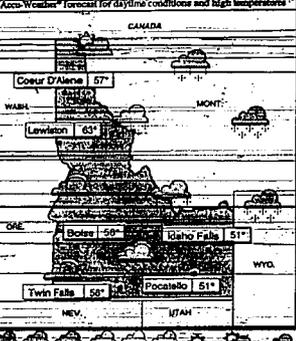 Accu-Weather® forecast for daytime conditions and high temperatures
CANADA
Coeur D'Alene 57°
WASH.
MONT.
Lewiston 63°
ORE.
Boise 58°
Idaho Falls 51°
WYO.
Twin Falls 58°
Pocatello 51°
NEV.
UTAH